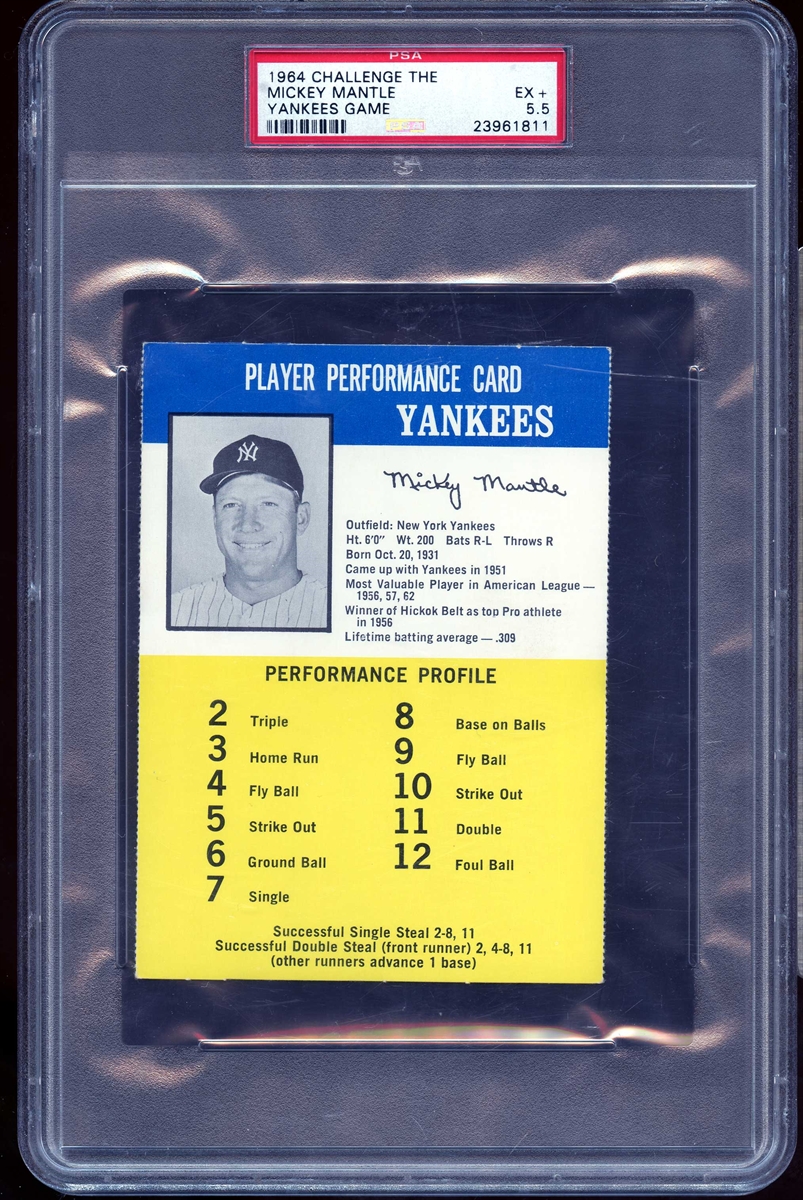 PSA
1964 CHALLENGE THE
MICKEY MANTLE EX +
YANKEES GAME 5.5
23961811
PLAYER PERFORMANCE CARD
YANKEES
NY
Mickey Mantle
Outfield: New York Yankees
Ht. 6'0" Wt. 200 Bats R-L Throws R
Born Oct. 20, 1931
Came up with Yankees in 1951
Most Valuable Player in American League —
1956, 57, 62
Winner of Hickok Belt as top Pro athlete
in 1956
Lifetime batting average — .309
PERFORMANCE PROFILE
2 Triple
3 Home Run
4 Fly Ball
5 Strike Out
6 Ground Ball
7 Single
8 Base on Balls
9 Fly Ball
10 Strike Out
11 Double
12 Foul Ball
Successful Single Steal 2-8, 11
Successful Double Steal (front runner) 2, 4-8, 11
(other runners advance 1 base)